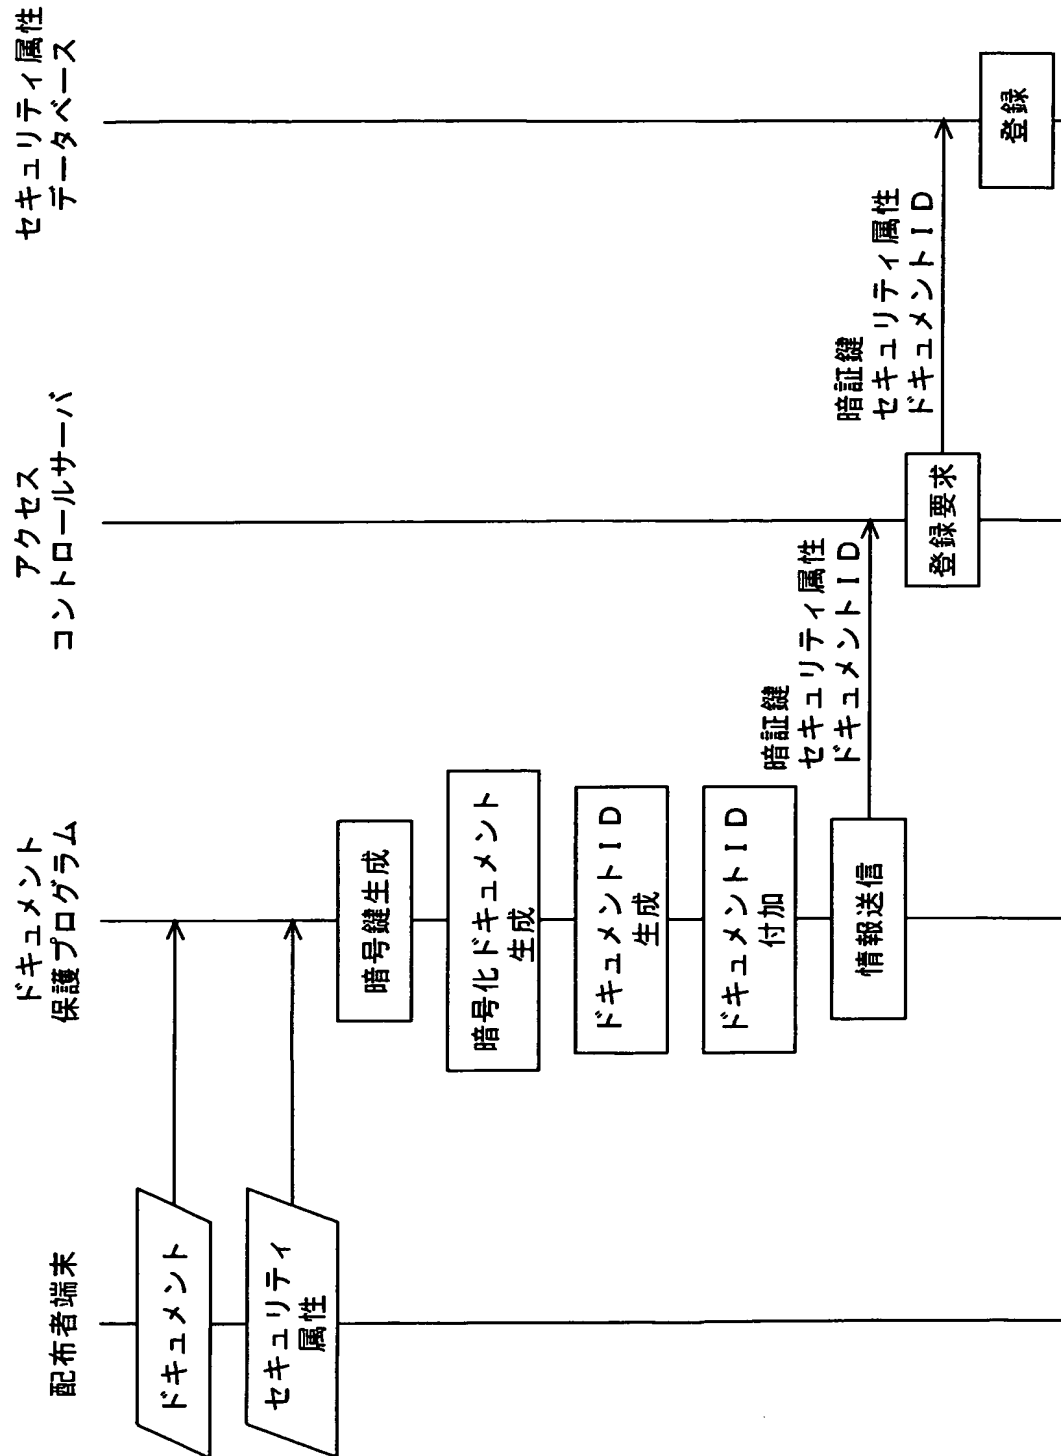 配布者端末
ドキュメント
保護プログラム
アクセス
コントロールサーバ
セキュリティ属性
データベース
ドキュメント
セキュリティ
属性
暗号鍵生成
暗号化ドキュメント
生成
ドキュメントID
生成
ドキュメントID
付加
情報送信
暗証鍵
セキュリティ属性
ドキュメントID
登録要求
暗証鍵
セキュリティ属性
ドキュメントID
登録